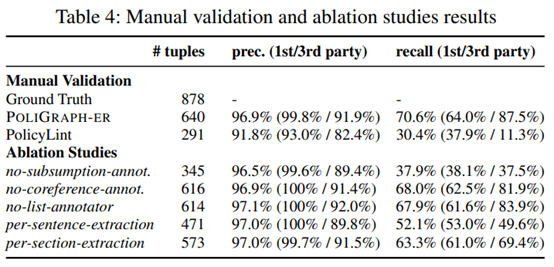 Table 4: Manual validation and ablation studies results
# tuples prec. (1st/3rd party) recall (1st/3rd party)
Manual Validation
Ground Truth 878 - -
POLIGRAPH-ER 640 96.9% (99.8% / 91.9%) 70.6% (64.0% / 87.5%)
PolicyLint 291 91.8% (93.0% / 82.4%) 30.4% (37.9% / 11.3%)
Ablation Studies
no-subsumption-annot. 345 96.5% (99.6% / 89.4%) 37.9% (38.1% / 37.5%)
no-coreference-annot. 616 96.9% (100% / 91.4%) 68.0% (62.5% / 81.9%)
no-list-annotator 614 97.1% (100% / 92.0%) 67.9% (61.6% / 83.9%)
per-sentence-extraction 471 97.0% (100% / 89.8%) 52.1% (53.0% / 49.6%)
per-section-extraction 573 97.0% (99.7% / 91.5%) 63.3% (61.0% / 69.4%)